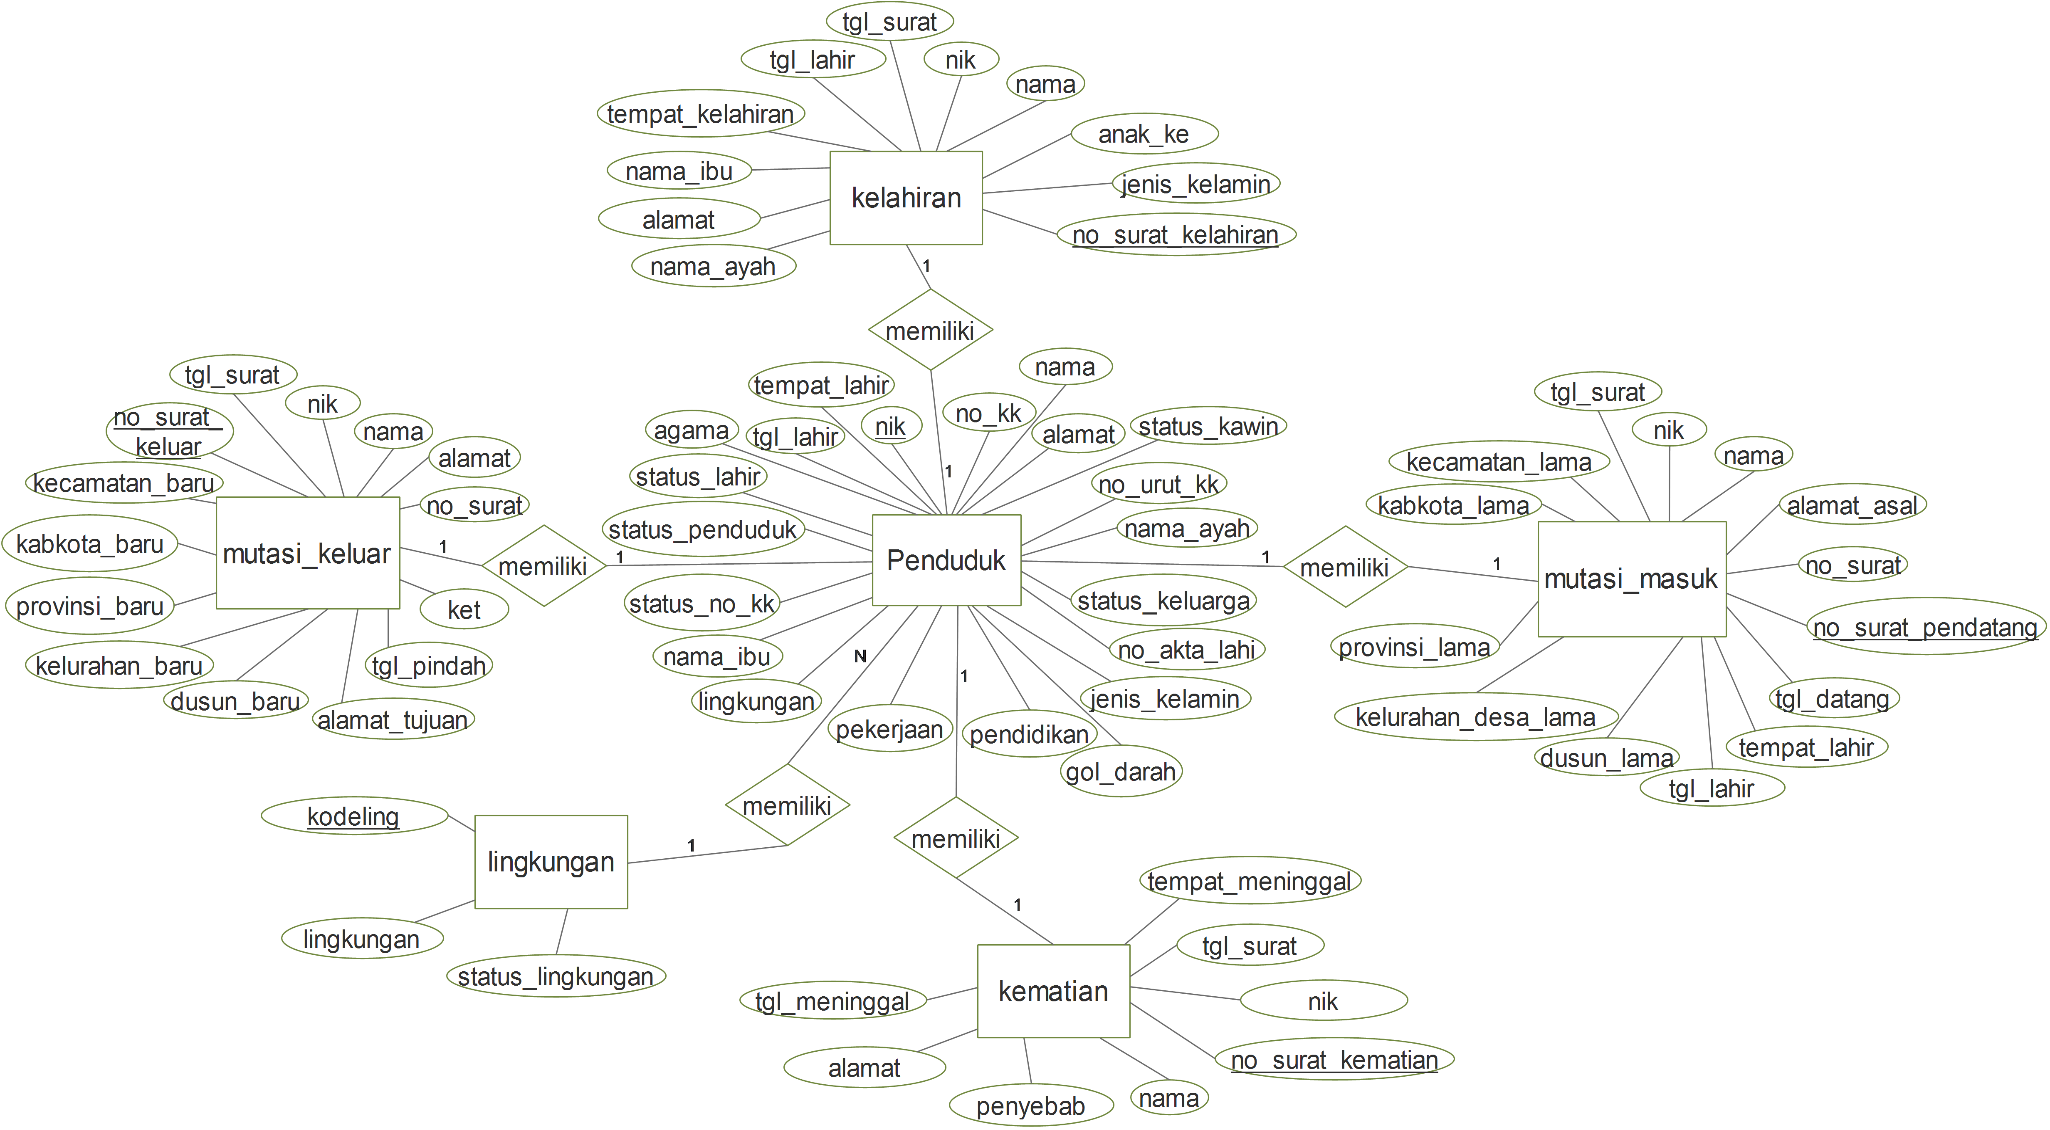 tgl_surat
tgl_lahir
nik
nama
tempat_kelahiran
anak_ke
nama_ibu
jenis_kelamin
kelahiran
alamat
no_surat_kelahiran
nama_ayah
1
memiliki
1
tgl_surat
nik
no_surat_
keluar
nama
alamat
kecamatan_baru
no_surat
kabkota_baru
mutasi_keluar
provinsi_baru
ket
kelurahan_baru
tgl_pindah
dusun_baru
alamat_tujuan
1
memiliki
1
tempat_lahir
nama
no_kk
agama
tgl_lahir
nik
alamat
status_kawin
status_lahir
no_urut_kk
status_penduduk
nama_ayah
Penduduk
status_no_kk
status_keluarga
nama_ibu
no_akta_lahi
lingkungan
jenis_kelamin
pekerjaan
pendidikan
gol_darah
1
memiliki
1
tgl_surat
nik
kecamatan_lama
nama
kabkota_lama
alamat_asal
mutasi_masuk
no_surat
no_surat_pendatang
provinsi_lama
tgl_datang
kelurahan_desa_lama
tempat_lahir
dusun_lama
tgl_lahir
N
memiliki
1
kodeling
lingkungan
lingkungan
status_lingkungan
1
memiliki
1
tempat_meninggal
tgl_surat
kematian
tgl_meninggal
nik
alamat
no_surat_kematian
penyebab
nama